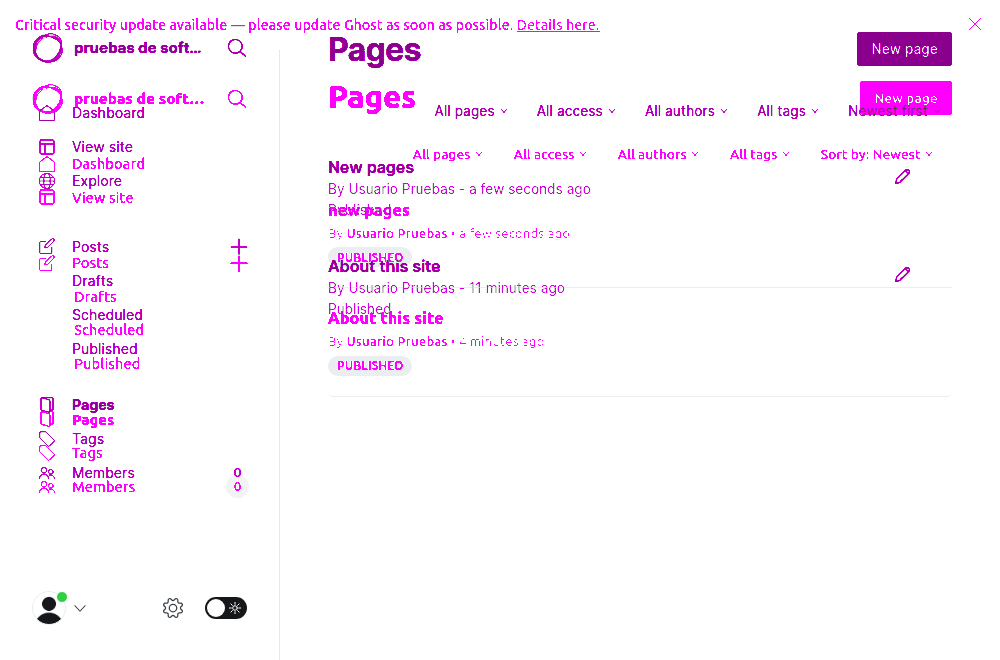 Critical security update available — please update Ghost as soon as possible. Details here.
pruebas de soft...
Pages
New page
pruebas de soft...
Pages
New page
Dashboard
All pages
All access
All authors
All tags
Newest first
View site
Dashboard
All pages
All access
All authors
All tags
Sort by: Newest
Explore
New pages
View site
By Usuario Pruebas - a few seconds ago
Published
new pages
By Usuario Pruebas • a few seconds ago
PUBLISHED
Posts
Posts
About this site
Drafts
By Usuario Pruebas - 11 minutes ago
Drafts
Published
Scheduled
About this site
Scheduled
By Usuario Pruebas • 4 minutes ago
Published
Published
PUBLISHED
Pages
Pages
Tags
Tags
Members 0
Members 0